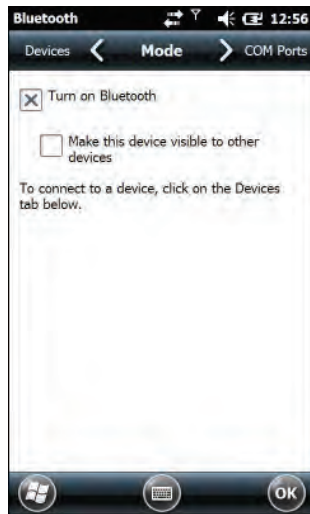 Bluetooth 12:56
Devices Mode COM Ports
Turn on Bluetooth
Make this device visible to other
devices
To connect to a device, click on the Devices
tab below.
OK